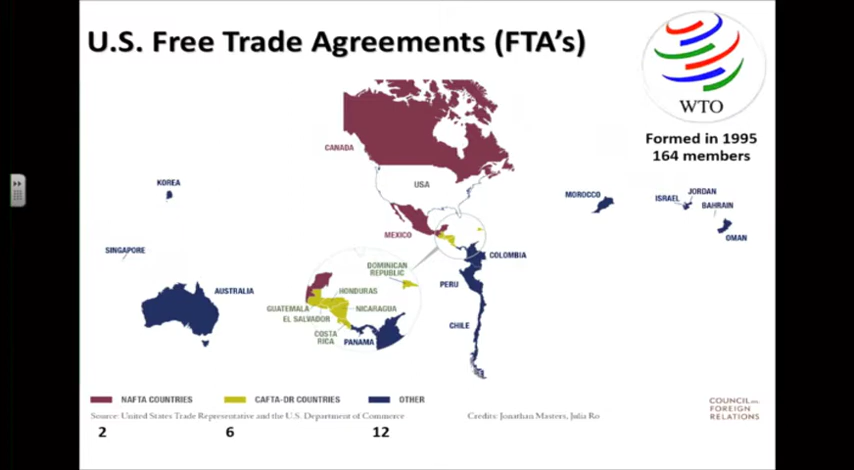 U.S. Free Trade Agreements (FTA's)
WTO
Formed in 1995
164 members
CANADA
KOREA
USA
MOROCCO
ISRAEL
JORDAN
BAHRAIN
OMAN
MEXICO
SINGAPORE
COLOMBIA
DOMINICAN
REPUBLIC
PERU
AUSTRALIA
HONDURAS
GUATEMALA
NICARAGUA
EL SALVADOR
CHILE
COSTA
RICA
PANAMA
NAFTA COUNTRIES
CAFTA-DR COUNTRIES
OTHER
COUNCIL on
FOREIGN
RELATIONS
Source: United States Trade Representative and the U.S. Department of Commerce
Credits: Jonathan Masters, Julia Ro
2
6
12